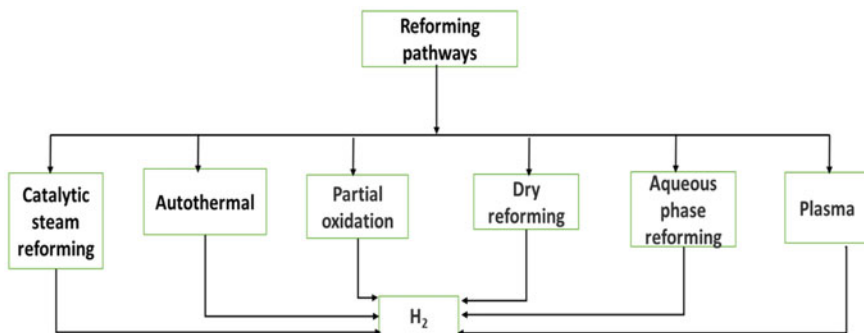 Reforming
pathways
Catalytic
steam
reforming
Autothermal
Partial
oxidation
Dry
reforming
Aqueous
phase
reforming
Plasma
H₂